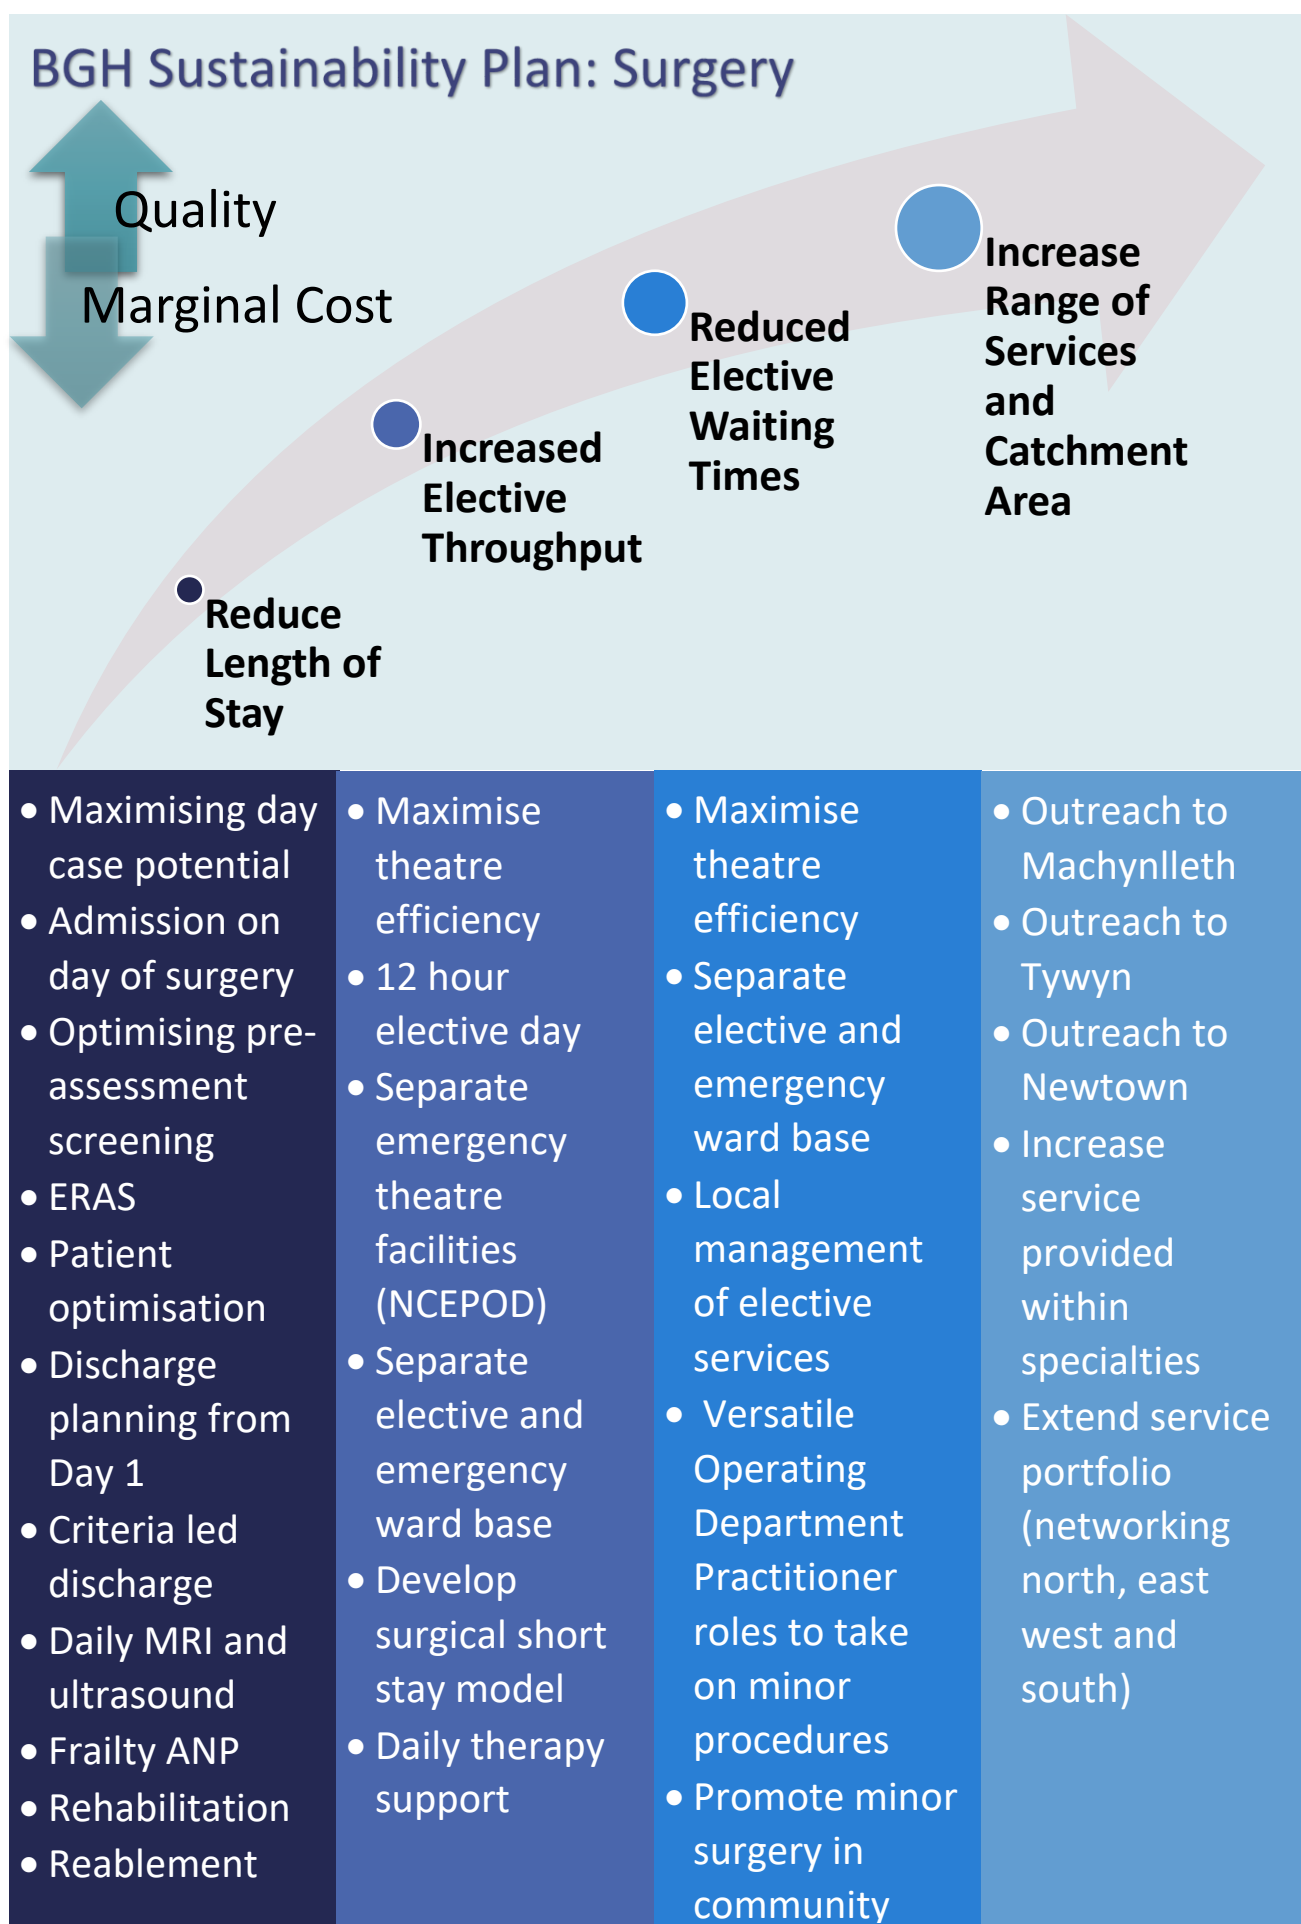 BGH Sustainability Plan: Surgery
Quality
Marginal Cost
Reduce
Length of
Stay
Increased
Elective
Throughput
Reduced
Elective
Waiting
Times
Increase
Range of
Services
and
Catchment
Area
• Maximising day
case potential
• Admission on
day of surgery
• Optimising pre-
assessment
screening
• ERAS
• Patient
optimisation
• Discharge
planning from
Day 1
• Criteria led
discharge
• Daily MRI and
ultrasound
• Frailty ANP
• Rehabilitation
• Reablement
• Maximise
theatre
efficiency
• 12 hour
elective day
• Separate
emergency
theatre
facilities
(NCEPOD)
• Separate
elective and
emergency
ward base
• Develop
surgical short
stay model
• Daily therapy
support
• Maximise
theatre
efficiency
• Separate
elective and
emergency
ward base
• Local
management
of elective
services
• Versatile
Operating
Department
Practitioner
roles to take
on minor
procedures
• Promote minor
surgery in
community
• Outreach to
Machynlleth
• Outreach to
Tywyn
• Outreach to
Newtown
• Increase
service
provided
within
specialties
• Extend service
portfolio
(networking
north, east
west and
south)